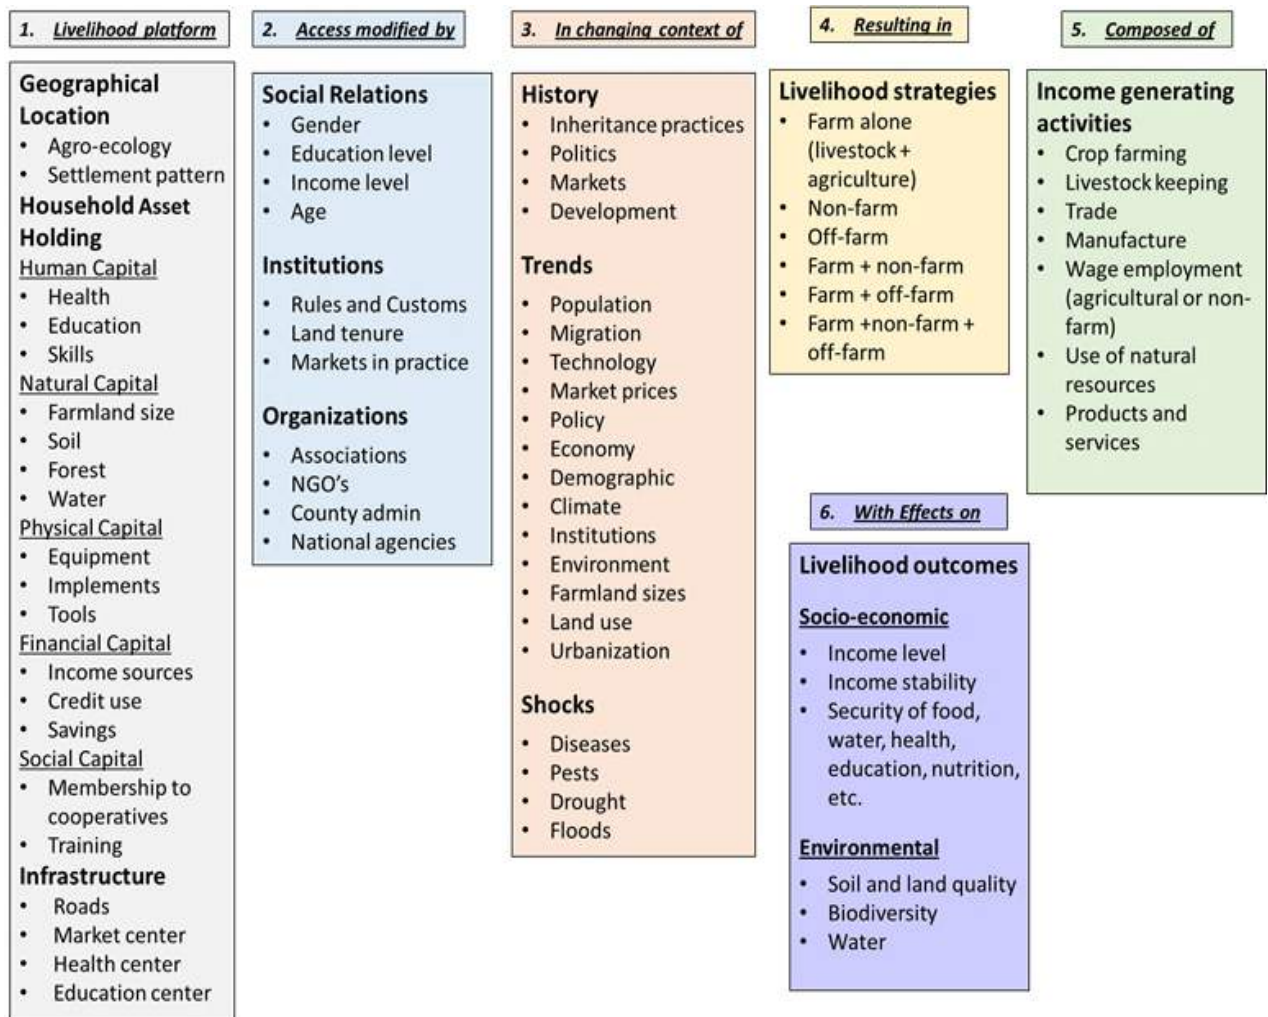 1. Livelihood platform
Geographical
Location
• Agro-ecology
• Settlement pattern
Household Asset
Holding
Human Capital
• Health
• Education
• Skills
Natural Capital
• Farmland size
• Soil
• Forest
• Water
Physical Capital
• Equipment
• Implements
• Tools
Financial Capital
• Income sources
• Credit use
• Savings
Social Capital
• Membership to
cooperatives
• Training
Infrastructure
• Roads
• Market center
• Health center
• Education center
2. Access modified by
Social Relations
• Gender
• Education level
• Income level
• Age
Institutions
• Rules and Customs
• Land tenure
• Markets in practice
Organizations
• Associations
• NGO's
• County admin
• National agencies
3. In changing context of
History
• Inheritance practices
• Politics
• Markets
• Development
Trends
• Population
• Migration
• Technology
• Market prices
• Policy
• Economy
• Demographic
• Climate
• Institutions
• Environment
• Farmland sizes
• Land use
• Urbanization
Shocks
• Diseases
• Pests
• Drought
• Floods
4. Resulting in
Livelihood strategies
• Farm alone
(livestock +
agriculture)
• Non-farm
• Off-farm
• Farm + non-farm
• Farm + off-farm
• Farm +non-farm +
off-farm
5. Composed of
Income generating
activities
• Crop farming
• Livestock keeping
• Trade
• Manufacture
• Wage employment
(agricultural or non-
farm)
• Use of natural
resources
• Products and
services
6. With Effects on
Livelihood outcomes
Socio-economic
• Income level
• Income stability
• Security of food,
water, health,
education, nutrition,
etc.
Environmental
• Soil and land quality
• Biodiversity
• Water